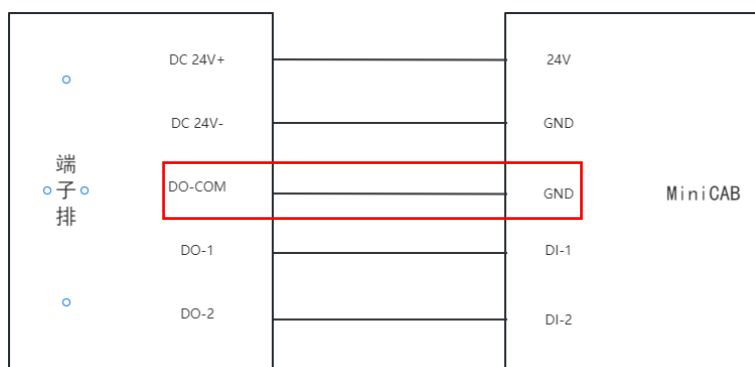 DC 24V+ 24V
DC 24V- GND
端
子
排
DO-COM GND
MiniCAB
DO-1 DI-1
DO-2 DI-2